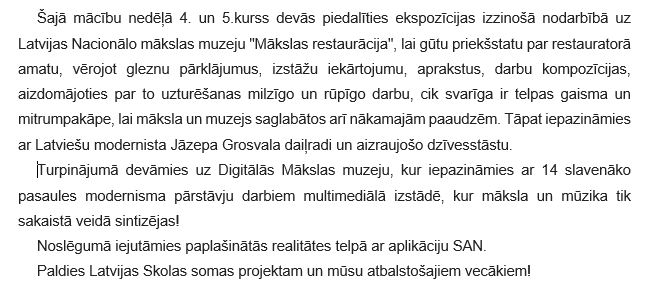 Šajā mācību nedēļā 4. un 5.kurss devās piedalīties ekspozīcijas izzinošā nodarbībā uz
Latvijas Nacionālo mākslas muzeju "Mākslas restaurācija", lai gūtu priekšstatu par restauratorā
amatu, vērojot gleznu pārklājumus, izstāžu iekārtojumu, aprakstus, darbu kompozīcijas,
aizdomājoties par to uzturēšanas milzīgo un rūpīgo darbu, cik svarīga ir telpas gaisma un
mitrumpakāpe, lai māksla un muzejs saglabātos arī nākamajām paaudzēm. Tāpat iepazināmies
ar Latviešu modernista Jāzepa Grosvala daiļradi un aizraujošo dzīvesstāstu.
Turpinājumā devāmies uz Digitālās Mākslas muzeju, kur iepazināmies ar 14 slavenāko
pasaules modernisma pārstāvju darbiem multimediālā izstādē, kur māksla un mūzika tik
sakaistā veidā sintizējas!
Noslēgumā iejutāmies paplašinātās realitātes telpā ar aplikāciju SAN.
Paldies Latvijas Skolas somas projektam un mūsu atbalstošajiem vecākiem!